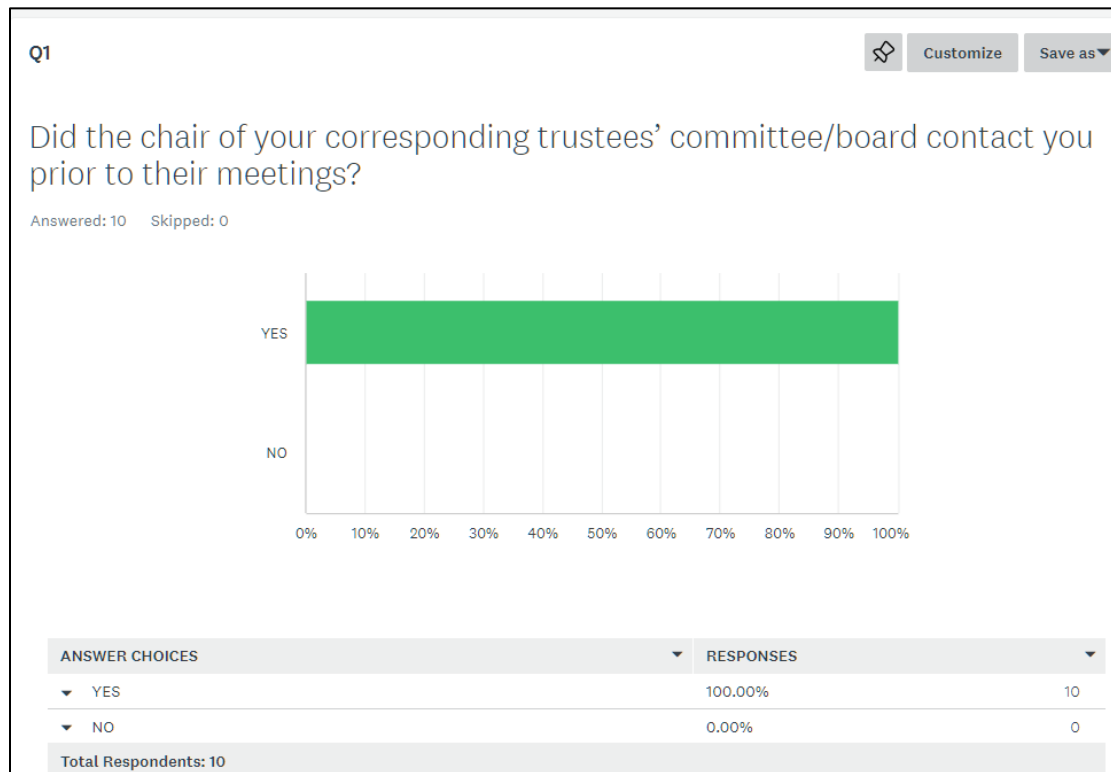 Q1
Customize
Save as
Did the chair of your corresponding trustees’ committee/board contact you
prior to their meetings?
Answered: 10 Skipped: 0
YES
NO
0% 10% 20% 30% 40% 50% 60% 70% 80% 90% 100%
ANSWER CHOICES RESPONSES
YES 100.00% 10
NO 0.00% 0
Total Respondents: 10